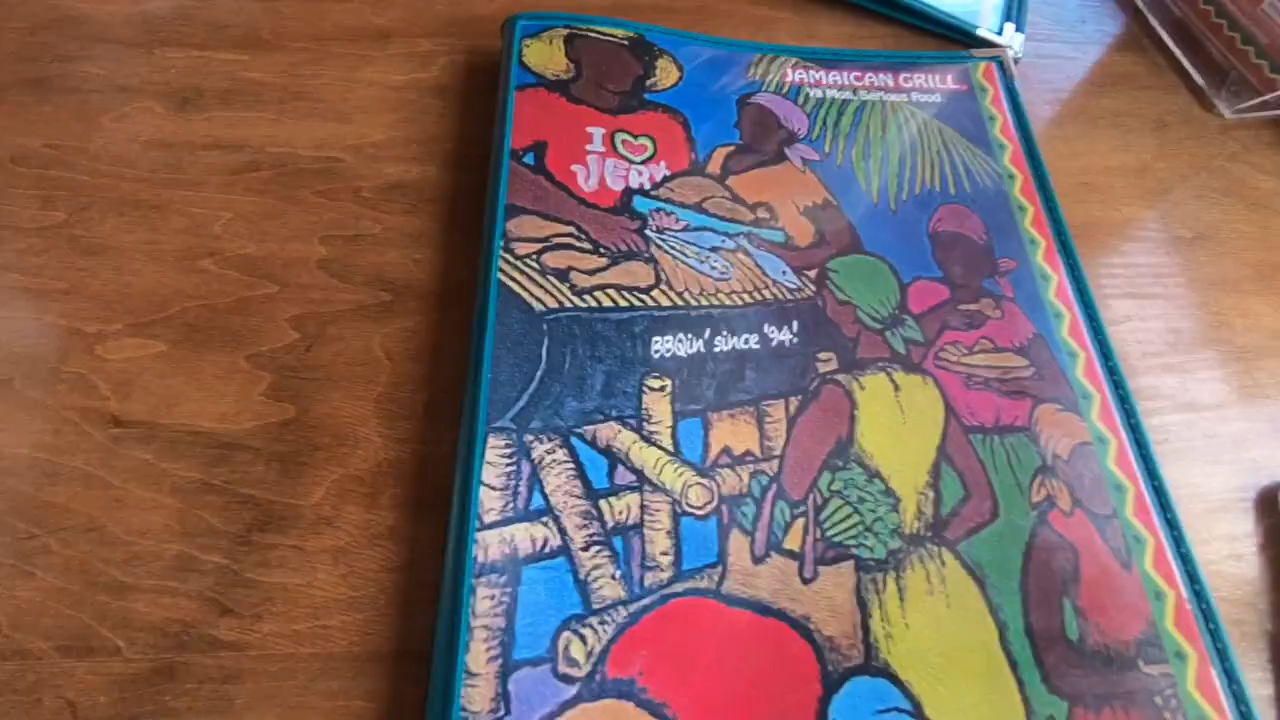 JAMAICAN GRILL
Ya Mon, Serious Food
I
JERK
BBQin' since '94!